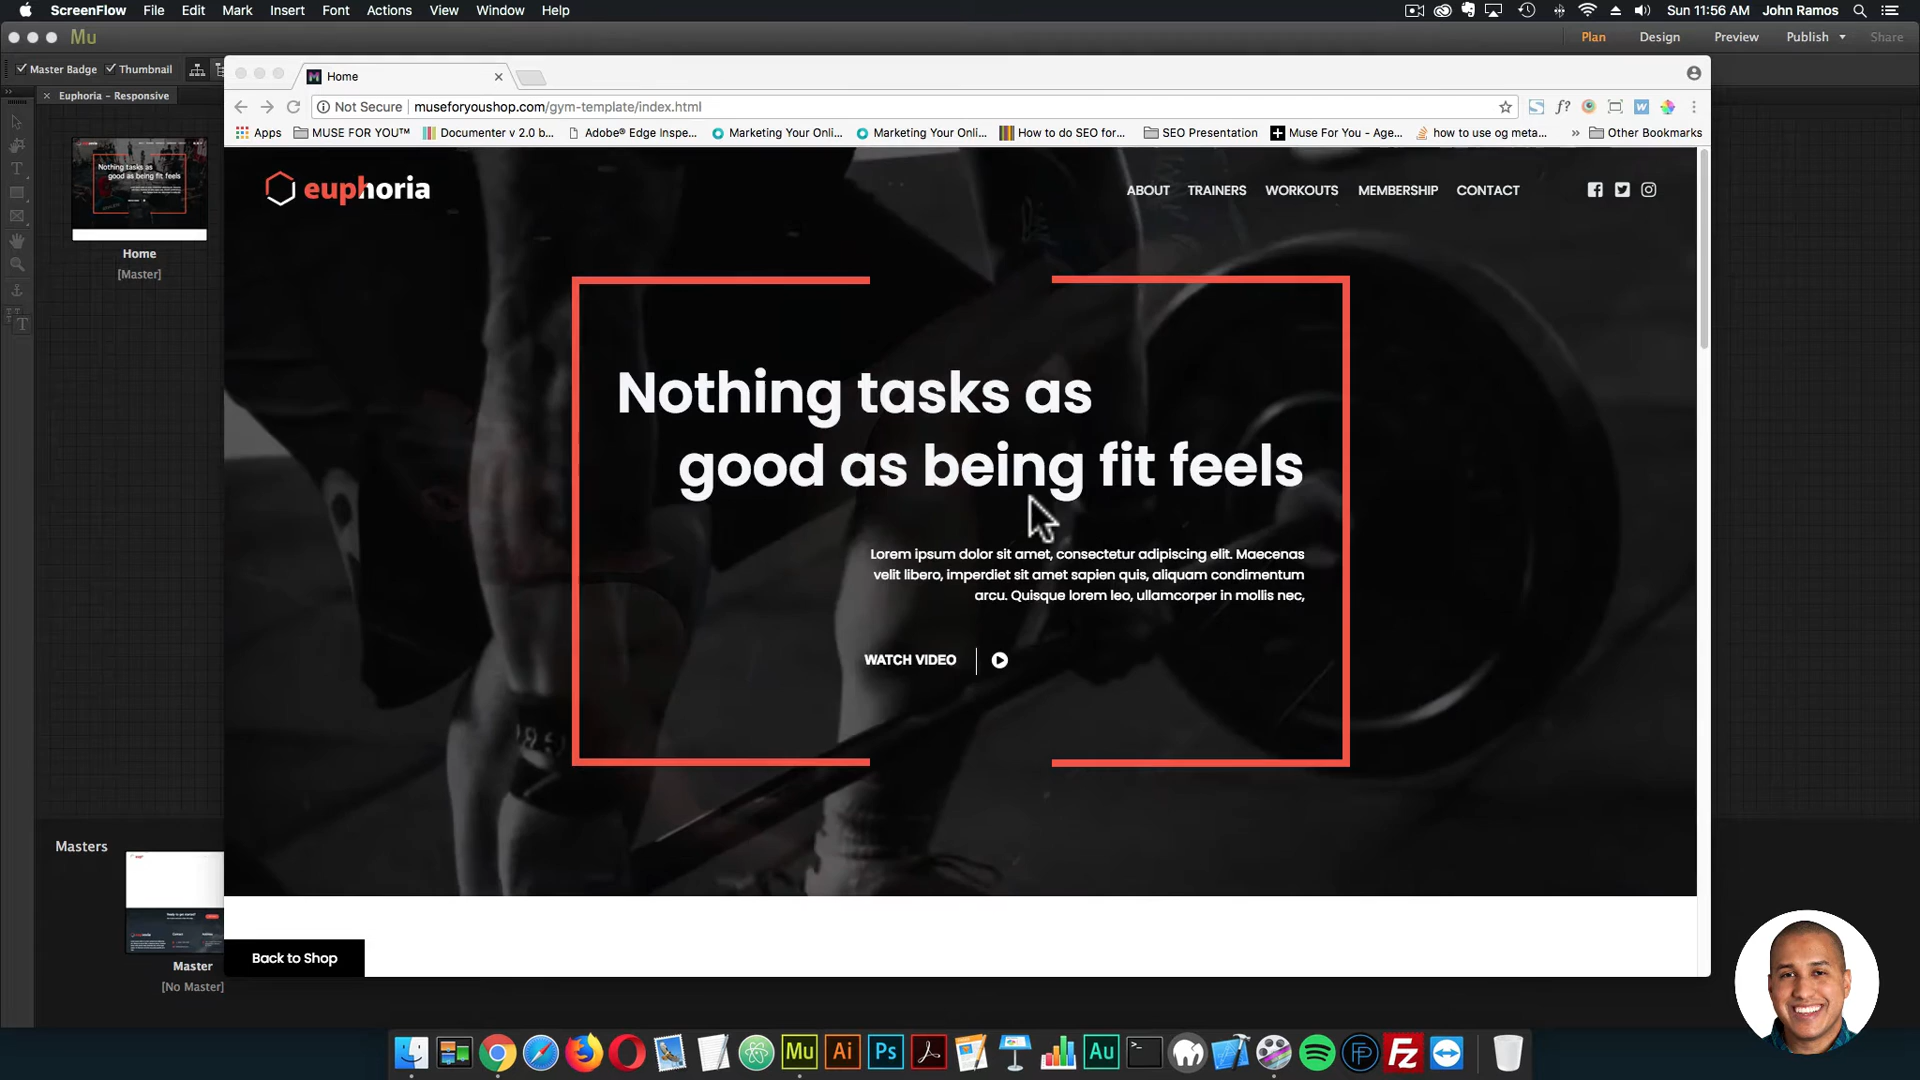 ScreenFlow File Edit Mark Insert Font Actions View Window Help Sun 11:56 AM John Ramos
Mu Plan Design Preview Publish Share
Master Badge Thumbnail
Home
Euphoria - Responsive
Not Secure museforyoushop.com/gym-template/index.html
Apps MUSE FOR YOU™ Documenter v 2.0 b... Adobe® Edge Inspe... Marketing Your Onli... Marketing Your Onli... How to do SEO for... SEO Presentation Muse For You - Age... how to use og meta... Other Bookmarks
euphoria ABOUT TRAINERS WORKOUTS MEMBERSHIP CONTACT
Home
[Master]
Nothing tasks as
good as being fit feels
Lorem ipsum dolor sit amet, consectetur adipiscing elit. Maecenas
velit libero, imperdiet sit amet sapien quis, aliquam condimentum
arcu. Quisque lorem leo, ullamcorper in mollis nec,
WATCH VIDEO
Masters
Back to Shop
Master
[No Master]
Mu Ai Ps Au FP Fz